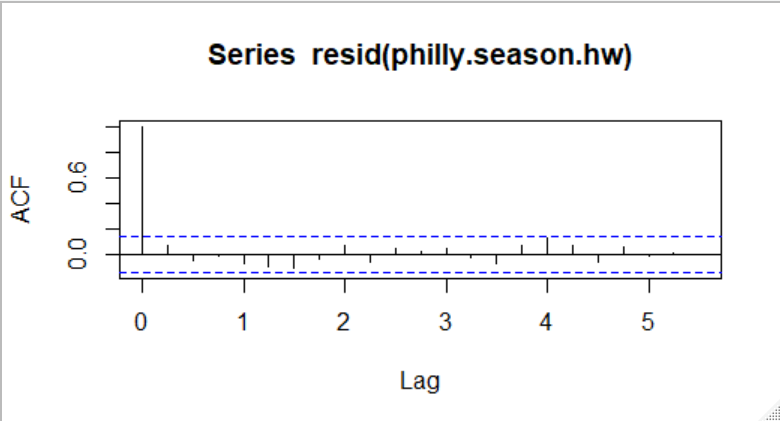 Series resid(philly.season.hw)
ACF
0.6
0.0
0 1 2 3 4 5
Lag